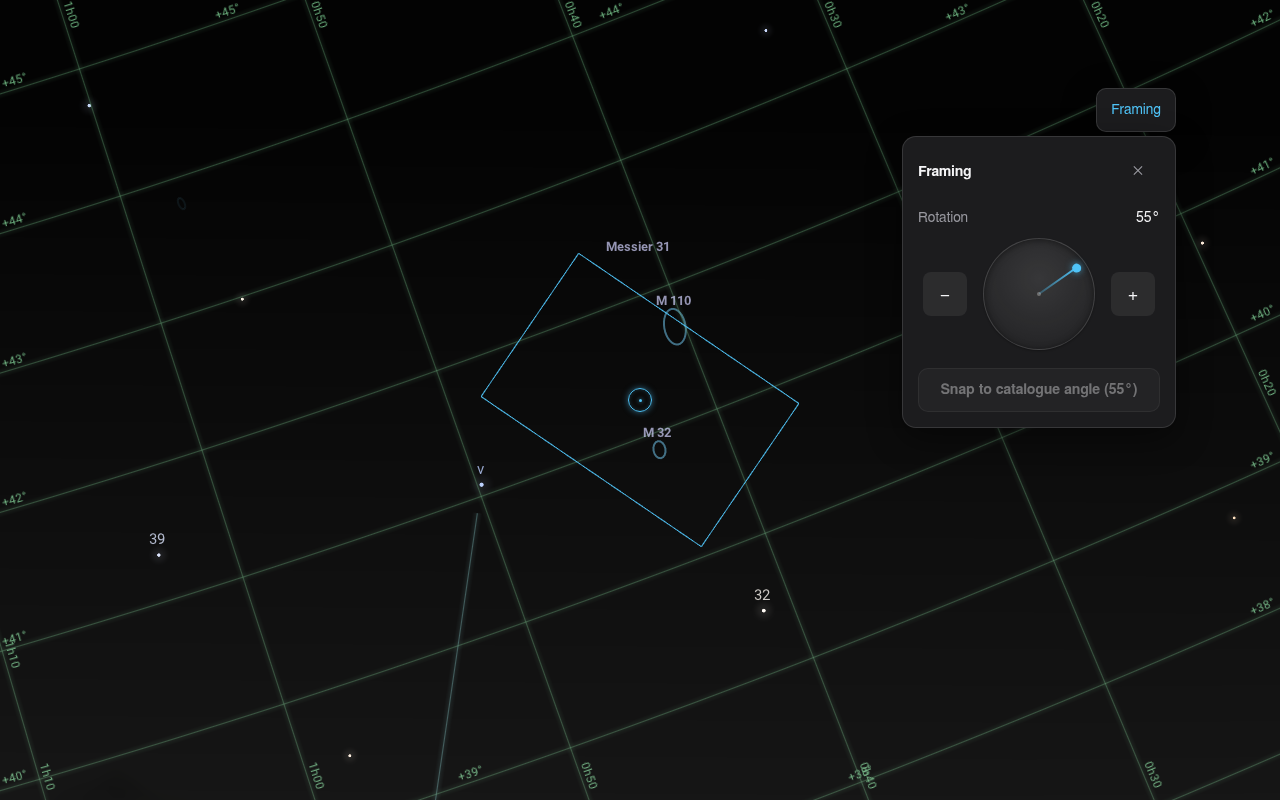 1h00
+45°
0h50
0h40
+44°
0h30
+43°
0h20
+42°
+45°
Framing
Framing
×
+41°
+44°
Rotation
55°
Messier 31
−
+
M 110
+40°
+43°
0h20
Snap to catalogue angle (55°)
M 32
+39°
ν
+42°
39
32
+38°
+41°
1h10
1h10
1h00
+39°
0h50
0h40
0h30
+40°